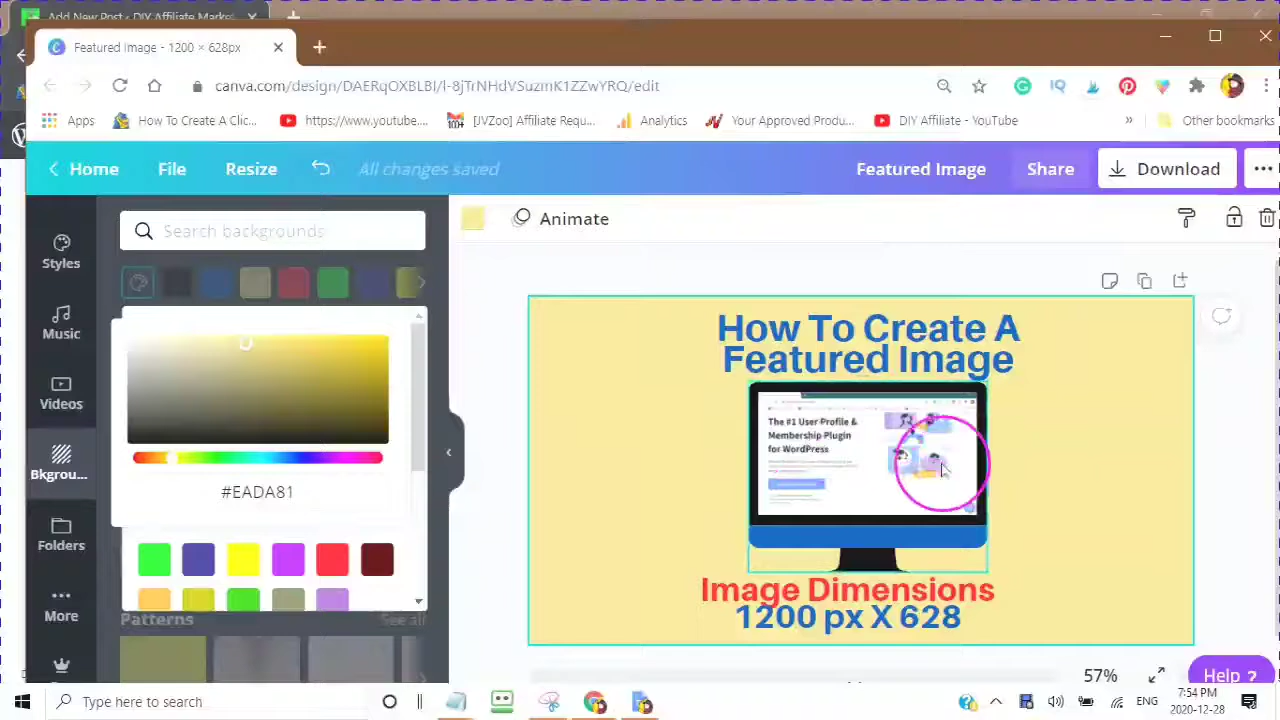 Add New Post ‹ DIY Affiliate Mark
Featured Image - 1200 × 628px
canva.com/design/DAERqOXBLBI/l-8jTrNHdVSuzmK1ZZwYRQ/edit
Apps
How To Create A Clic...
https://www.youtube....
[JVZoo] Affiliate Requ...
Analytics
Your Approved Produ...
DIY Affiliate - YouTube
»
Other bookmarks
Home
File
Resize
All changes saved
Featured Image
Share
Download
Styles
Music
Videos
Bkgrou...
Folders
More
Search backgrounds
#EADA81
Patterns
See all
Animate
How To Create A
Featured Image
The #1 User Profile &
Membership Plugin
for WordPress
Image Dimensions
1200 px X 628
57%
Help ?
Type here to search
ENG
7:54 PM
2020-12-28